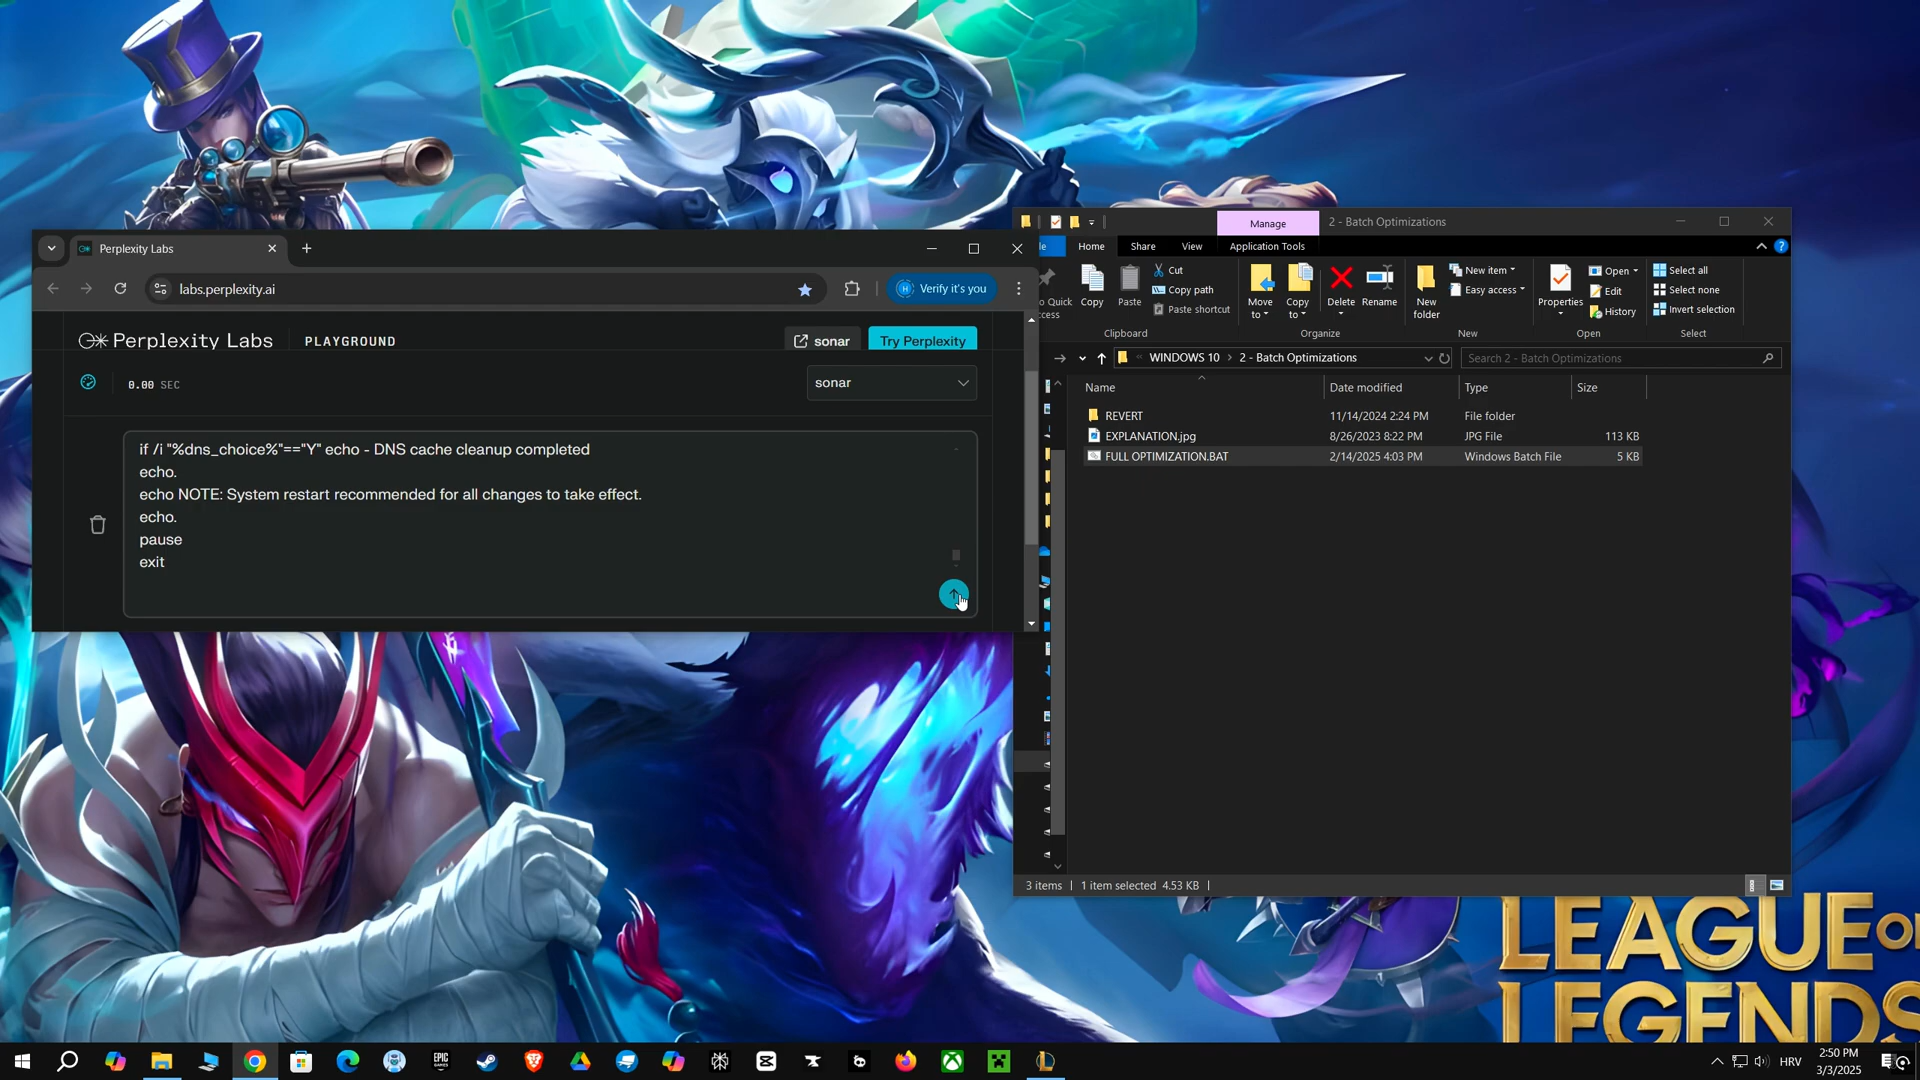 Perplexity Labs
labs.perplexity.ai
Verify it's you
Perplexity Labs
PLAYGROUND
sonar
Try Perplexity
0.00 SEC
sonar
if /i "%dns_choice%"=="Y" echo - DNS cache cleanup completed
echo.
echo NOTE: System restart recommended for all changes to take effect.
echo.
pause
exit
Manage
2 - Batch Optimizations
Home
Share
View
Application Tools
Copy
Paste
Cut
Copy path
Paste shortcut
Clipboard
Move to
Copy to
Delete
Rename
Organize
New folder
New item
Easy access
New
Properties
Open
Edit
History
Open
Select all
Select none
Invert selection
Select
WINDOWS 10
2 - Batch Optimizations
Search 2 - Batch Optimizations
Name
Date modified
Type
Size
REVERT
11/14/2024 2:24 PM
File folder
EXPLANATION.jpg
8/26/2023 8:22 PM
JPG File
113 KB
FULL OPTIMIZATION.BAT
2/14/2025 4:03 PM
Windows Batch File
5 KB
3 items
1 item selected 4.53 KB
LEAGUE OF
LEGENDS
EPIC GAMES
HRV
2:50 PM
3/3/2025